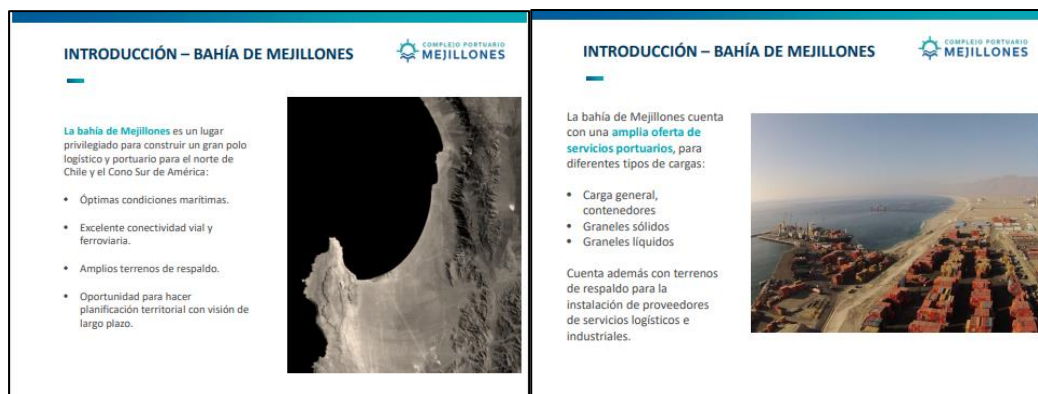 INTRODUCCIÓN – BAHÍA DE MEJILLONES
COMPLEJO PORTUARIO
MEJILLONES
La bahía de Mejillones es un lugar
privilegiado para construir un gran polo
logístico y portuario para el norte de
Chile y el Cono Sur de América:
• Óptimas condiciones marítimas.
• Excelente conectividad vial y
ferroviaria.
• Amplios terrenos de respaldo.
• Oportunidad para hacer
planificación territorial con visión de
largo plazo.
INTRODUCCIÓN – BAHÍA DE MEJILLONES
COMPLEJO PORTUARIO
MEJILLONES
La bahía de Mejillones cuenta
con una amplia oferta de
servicios portuarios, para
diferentes tipos de cargas:
• Carga general,
contenedores
• Graneles sólidos
• Graneles líquidos
Cuenta además con terrenos
de respaldo para la
instalación de proveedores
de servicios logísticos e
industriales.